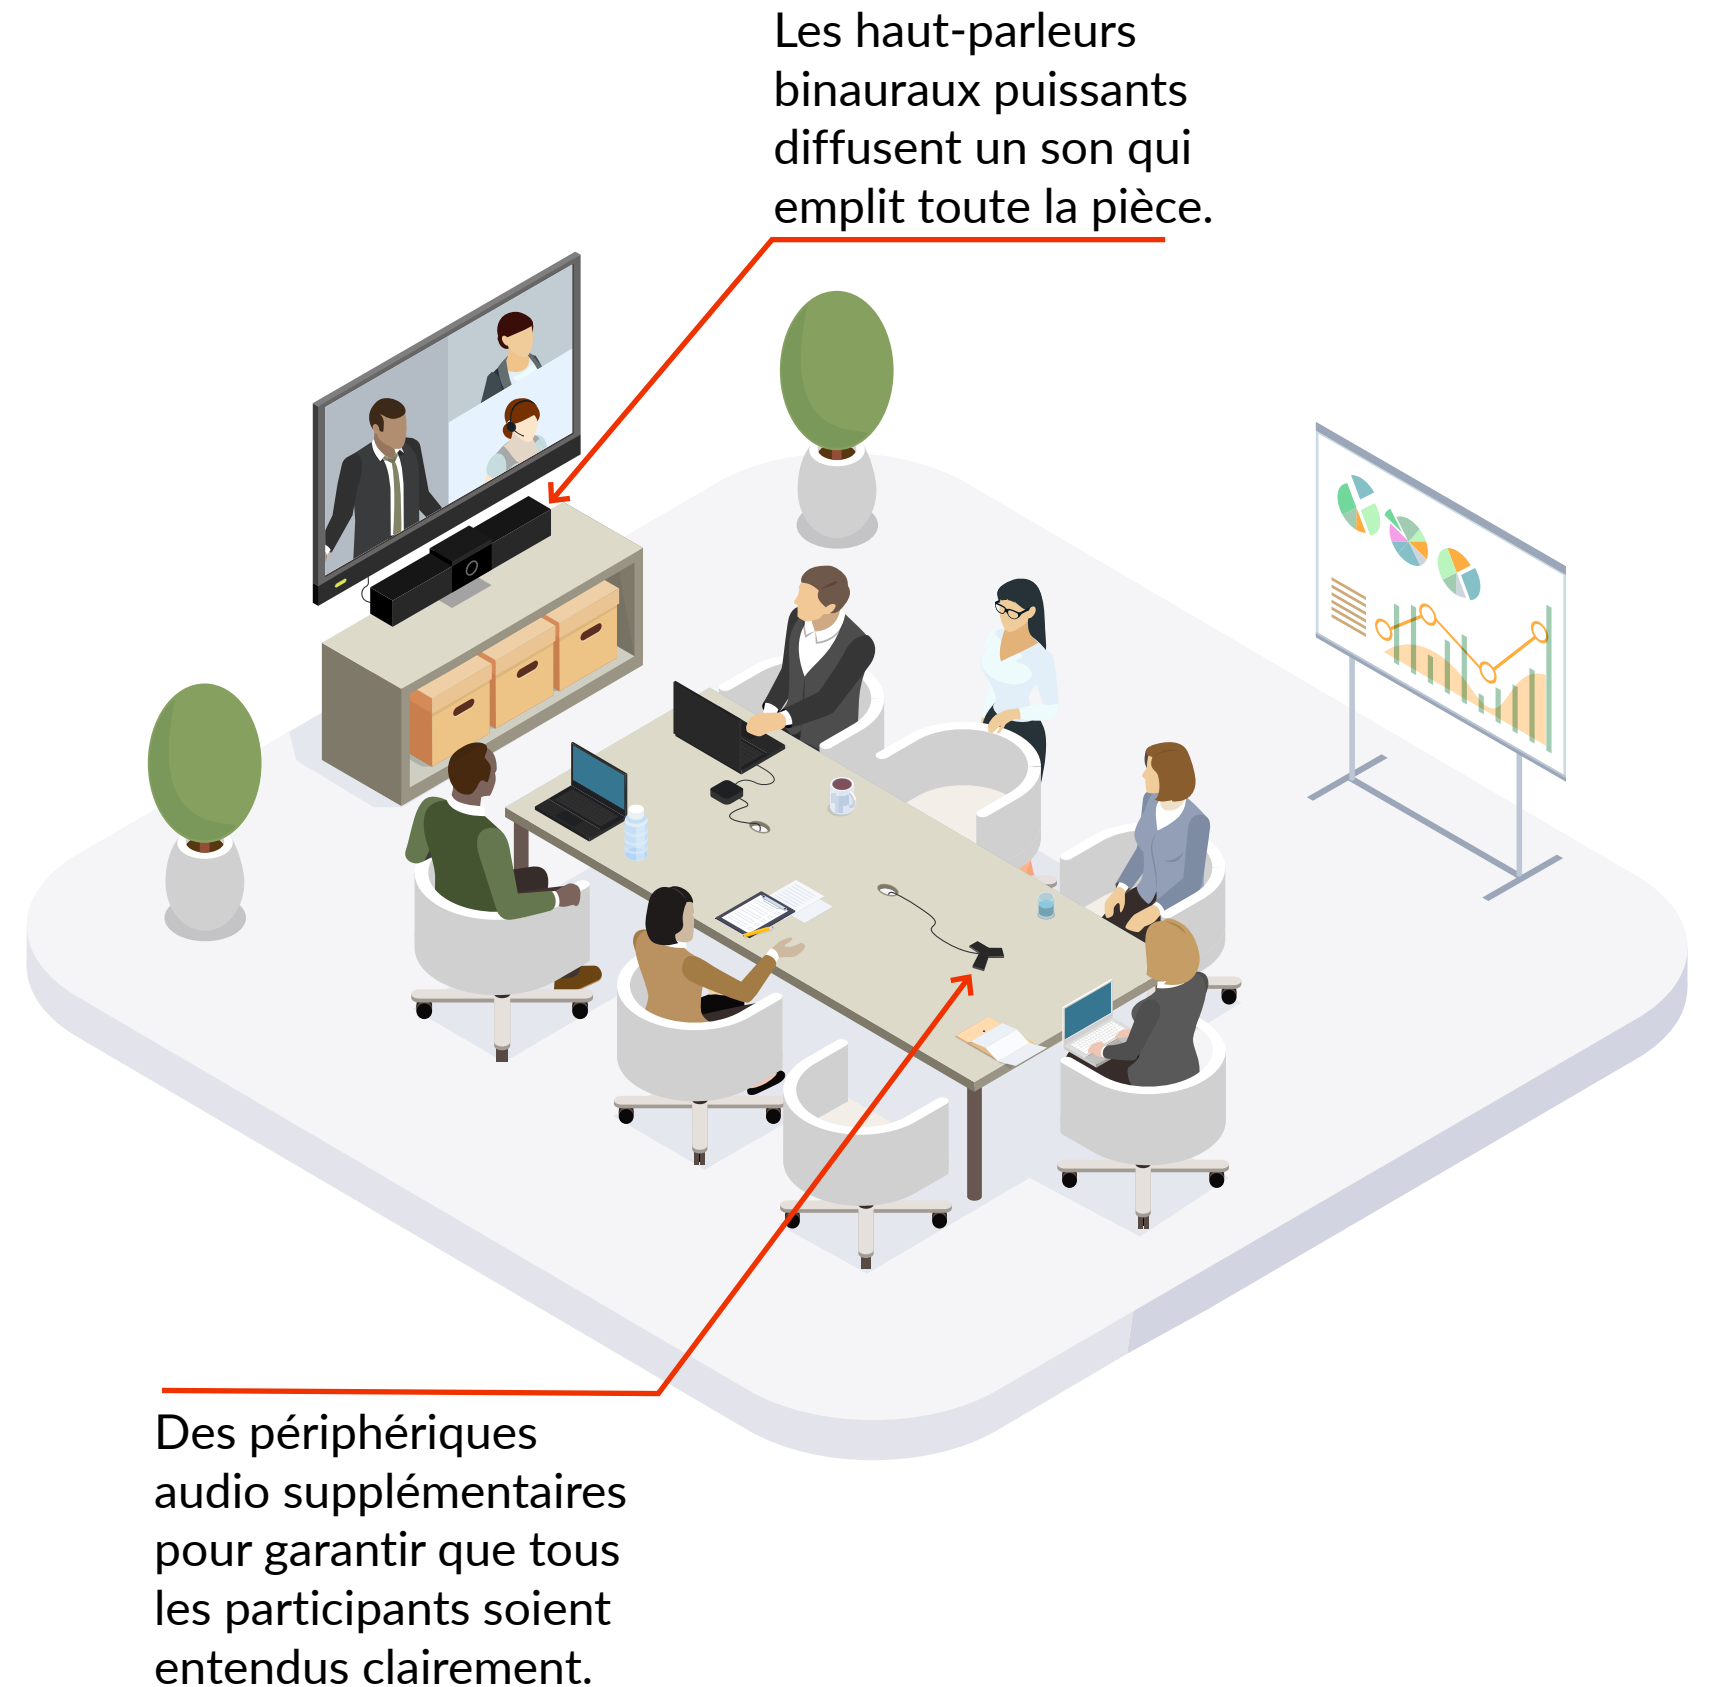 Les haut-parleurs
binauraux puissants
diffusent un son qui
emplit toute la pièce.
Des périphériques
audio supplémentaires
pour garantir que tous
les participants soient
entendus clairement.